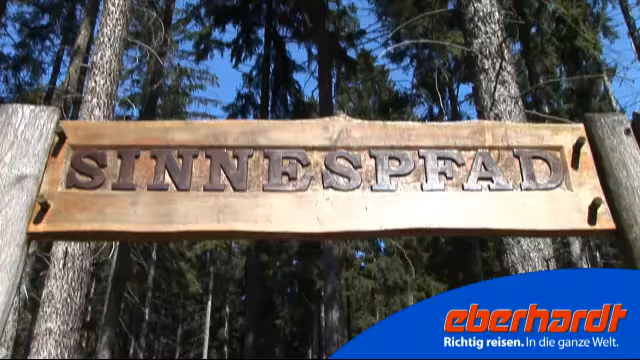 SINNESPFAD
eberhardt
Richtig reisen. In die ganze Welt.